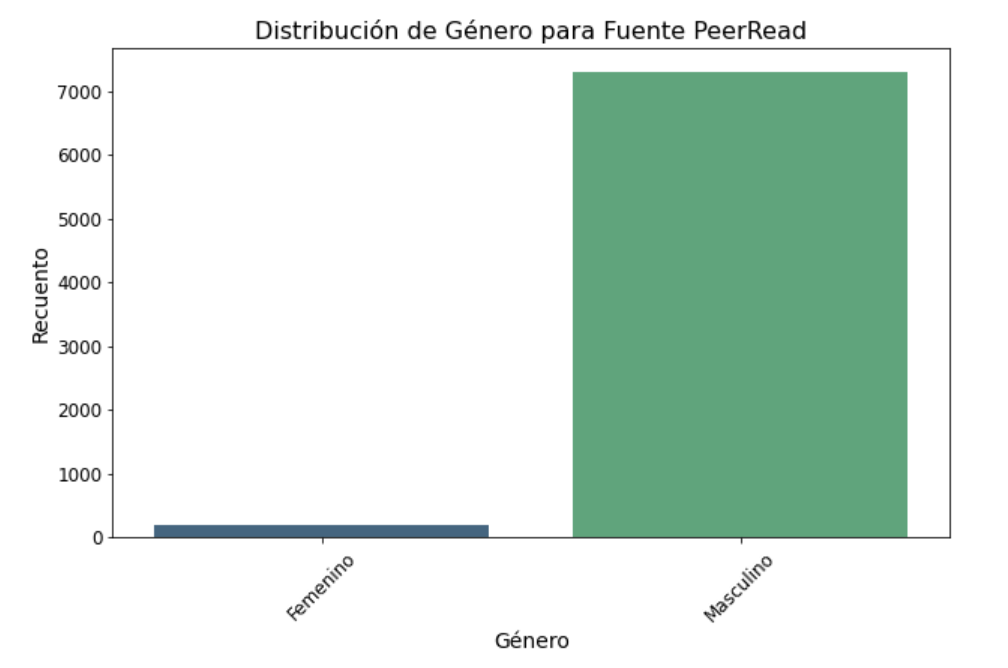 Distribución de Género para Fuente PeerRead
7000
6000
5000
4000
3000
2000
1000
0
Recuento
Femenino
Masculino
Género